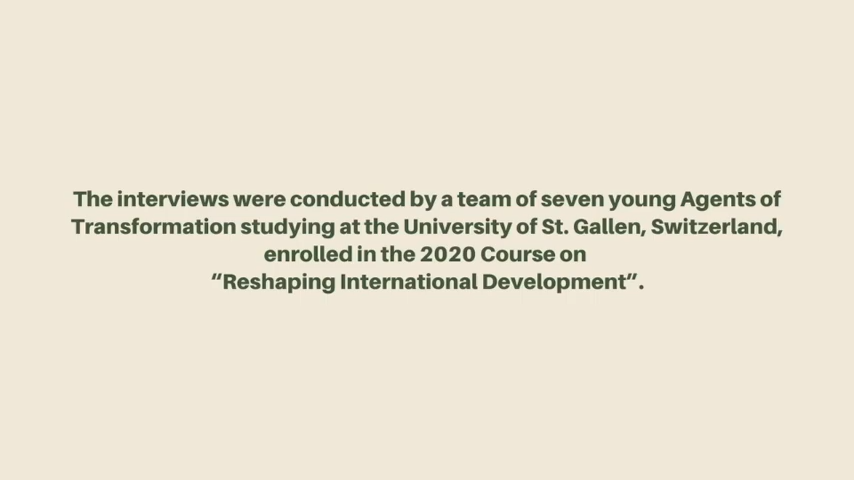 The interviews were conducted by a team of seven young Agents of
Transformation studying at the University of St. Gallen, Switzerland,
enrolled in the 2020 Course on
“Reshaping International Development”.